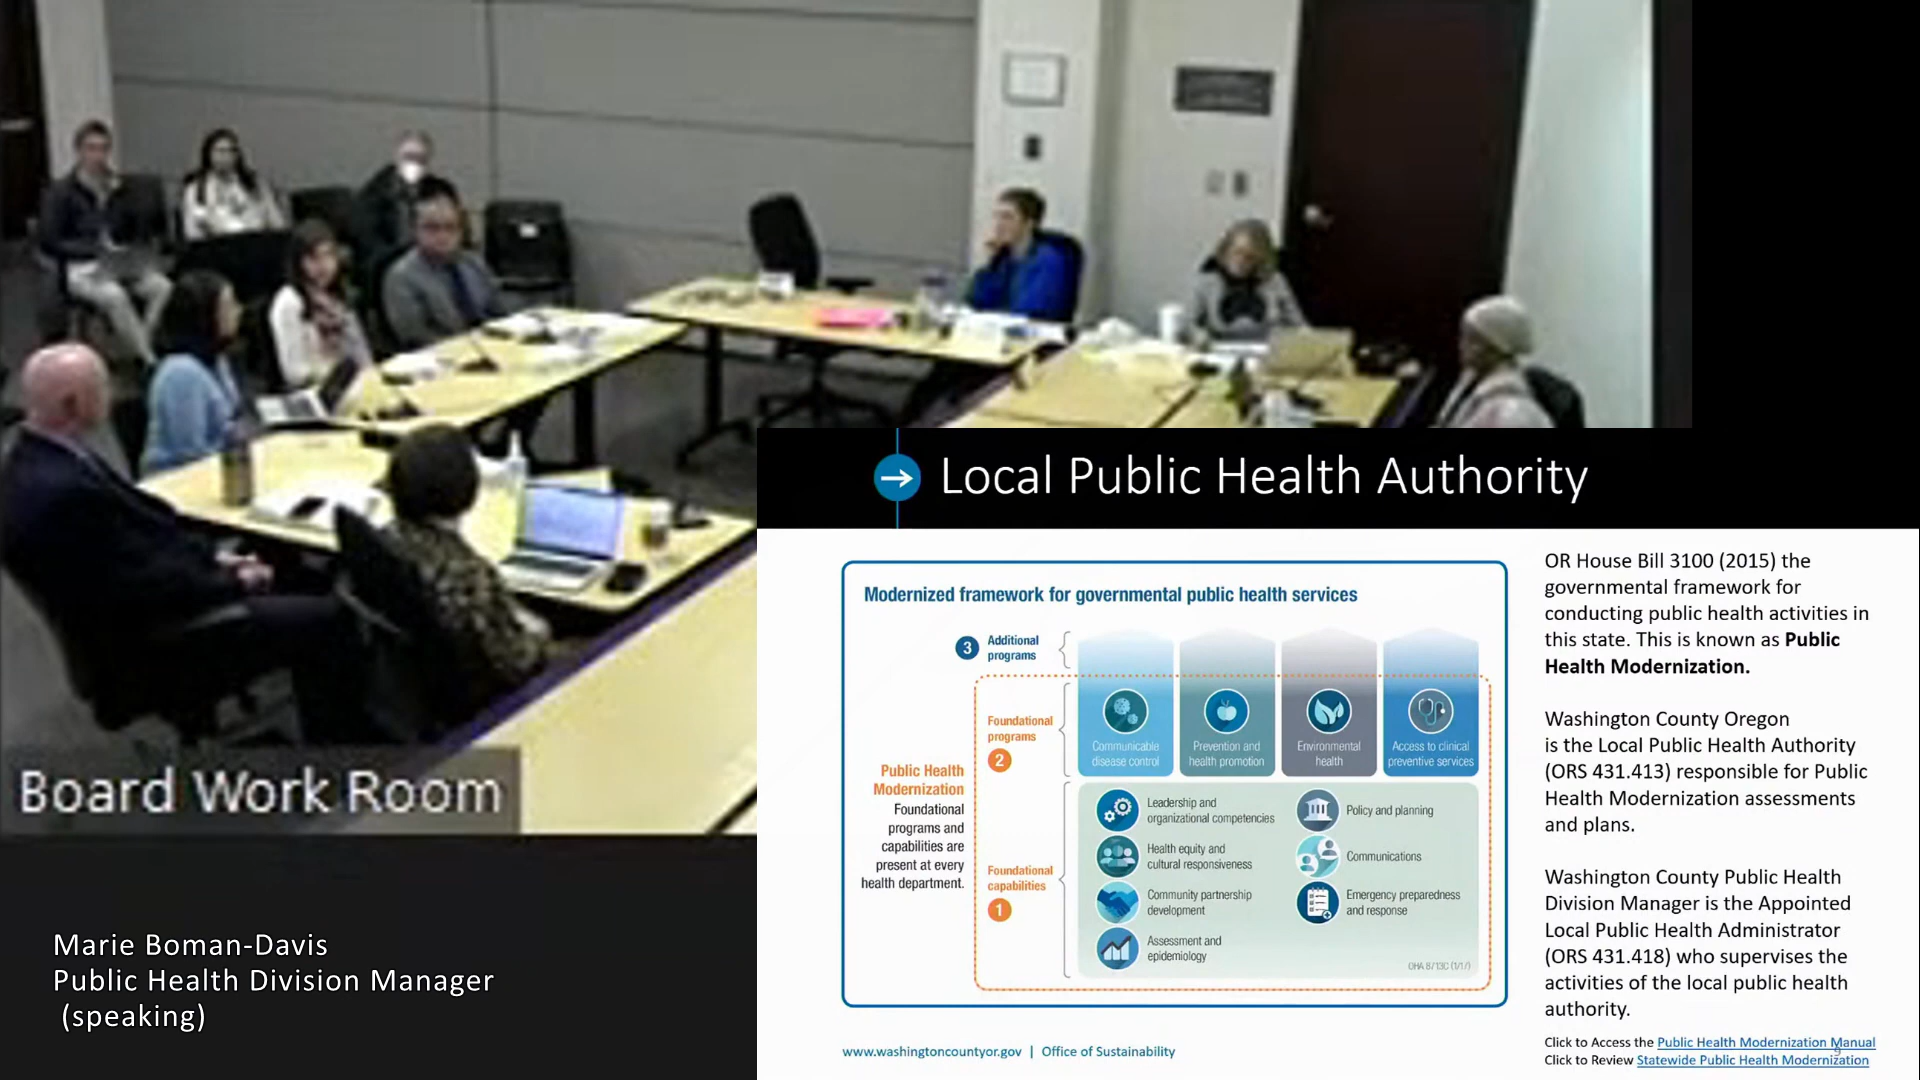 Board Work Room
Marie Boman-Davis
Public Health Division Manager
(speaking)
Local Public Health Authority
Modernized framework for governmental public health services
3 Additional
programs
Foundational
programs
2
Communicable
disease control
Prevention and
health promotion
Environmental
health
Access to clinical
preventive services
Public Health
Modernization
Foundational
programs and
capabilities are
present at every
health department.
Foundational
capabilities
1
Leadership and
organizational competencies
Health equity and
cultural responsiveness
Community partnership
development
Assessment and
epidemiology
Policy and planning
Communications
Emergency preparedness
and response
OHA 8713C (1/17)
OR House Bill 3100 (2015) the
governmental framework for
conducting public health activities in
this state. This is known as Public
Health Modernization.
Washington County Oregon
is the Local Public Health Authority
(ORS 431.413) responsible for Public
Health Modernization assessments
and plans.
Washington County Public Health
Division Manager is the Appointed
Local Public Health Administrator
(ORS 431.418) who supervises the
activities of the local public health
authority.
Click to Access the Public Health Modernization Manual
Click to Review Statewide Public Health Modernization
9
www.washingtoncountyor.gov | Office of Sustainability